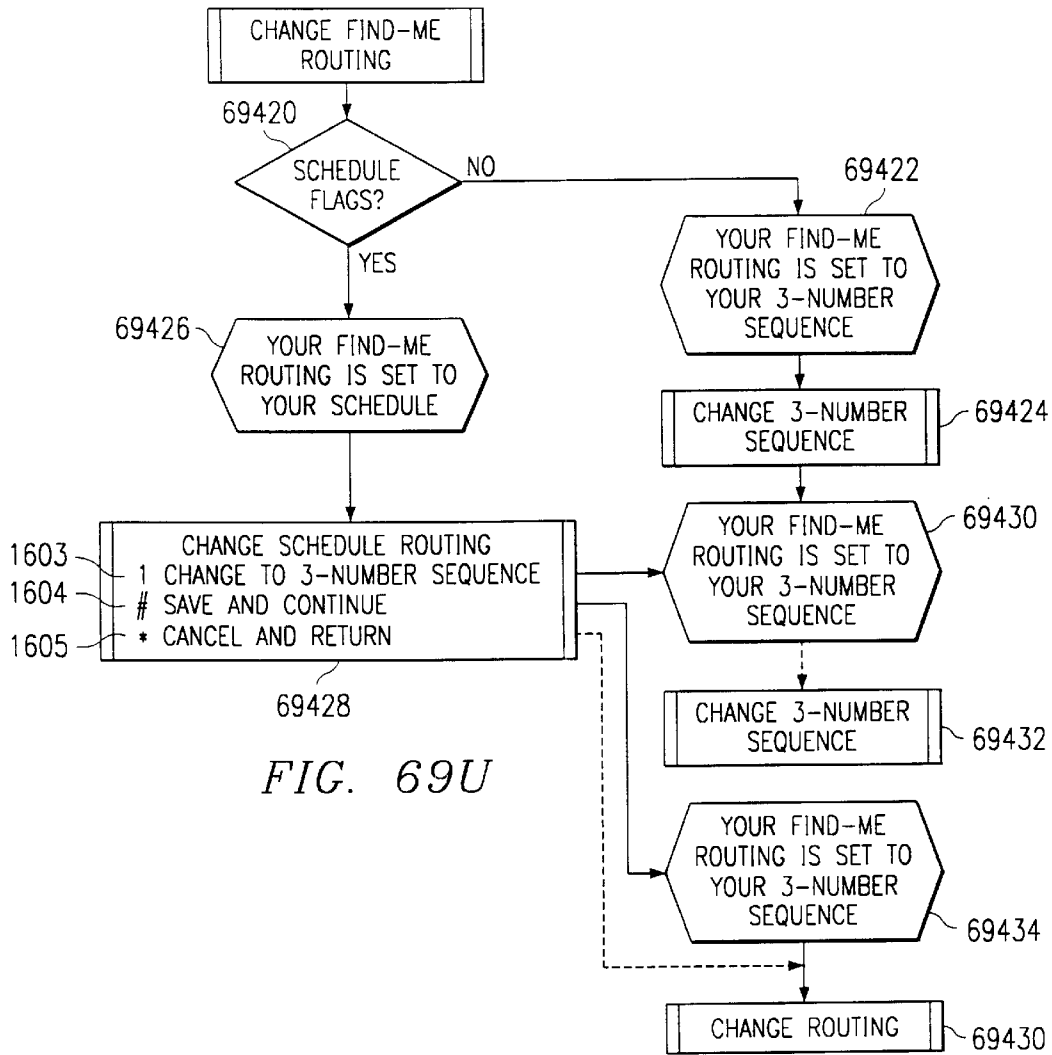 CHANGE FIND-ME
ROUTING
69420
SCHEDULE
FLAGS?
NO
YES
69422
YOUR FIND-ME
ROUTING IS SET TO
YOUR 3-NUMBER
SEQUENCE
69426
YOUR FIND-ME
ROUTING IS SET TO
YOUR SCHEDULE
CHANGE 3-NUMBER
SEQUENCE
69424
YOUR FIND-ME
ROUTING IS SET TO
YOUR 3-NUMBER
SEQUENCE
69430
CHANGE SCHEDULE ROUTING
1603
1 CHANGE TO 3-NUMBER SEQUENCE
1604
# SAVE AND CONTINUE
1605
* CANCEL AND RETURN
69428
CHANGE 3-NUMBER
SEQUENCE
69432
FIG. 69U
YOUR FIND-ME
ROUTING IS SET TO
YOUR 3-NUMBER
SEQUENCE
69434
CHANGE ROUTING
69430